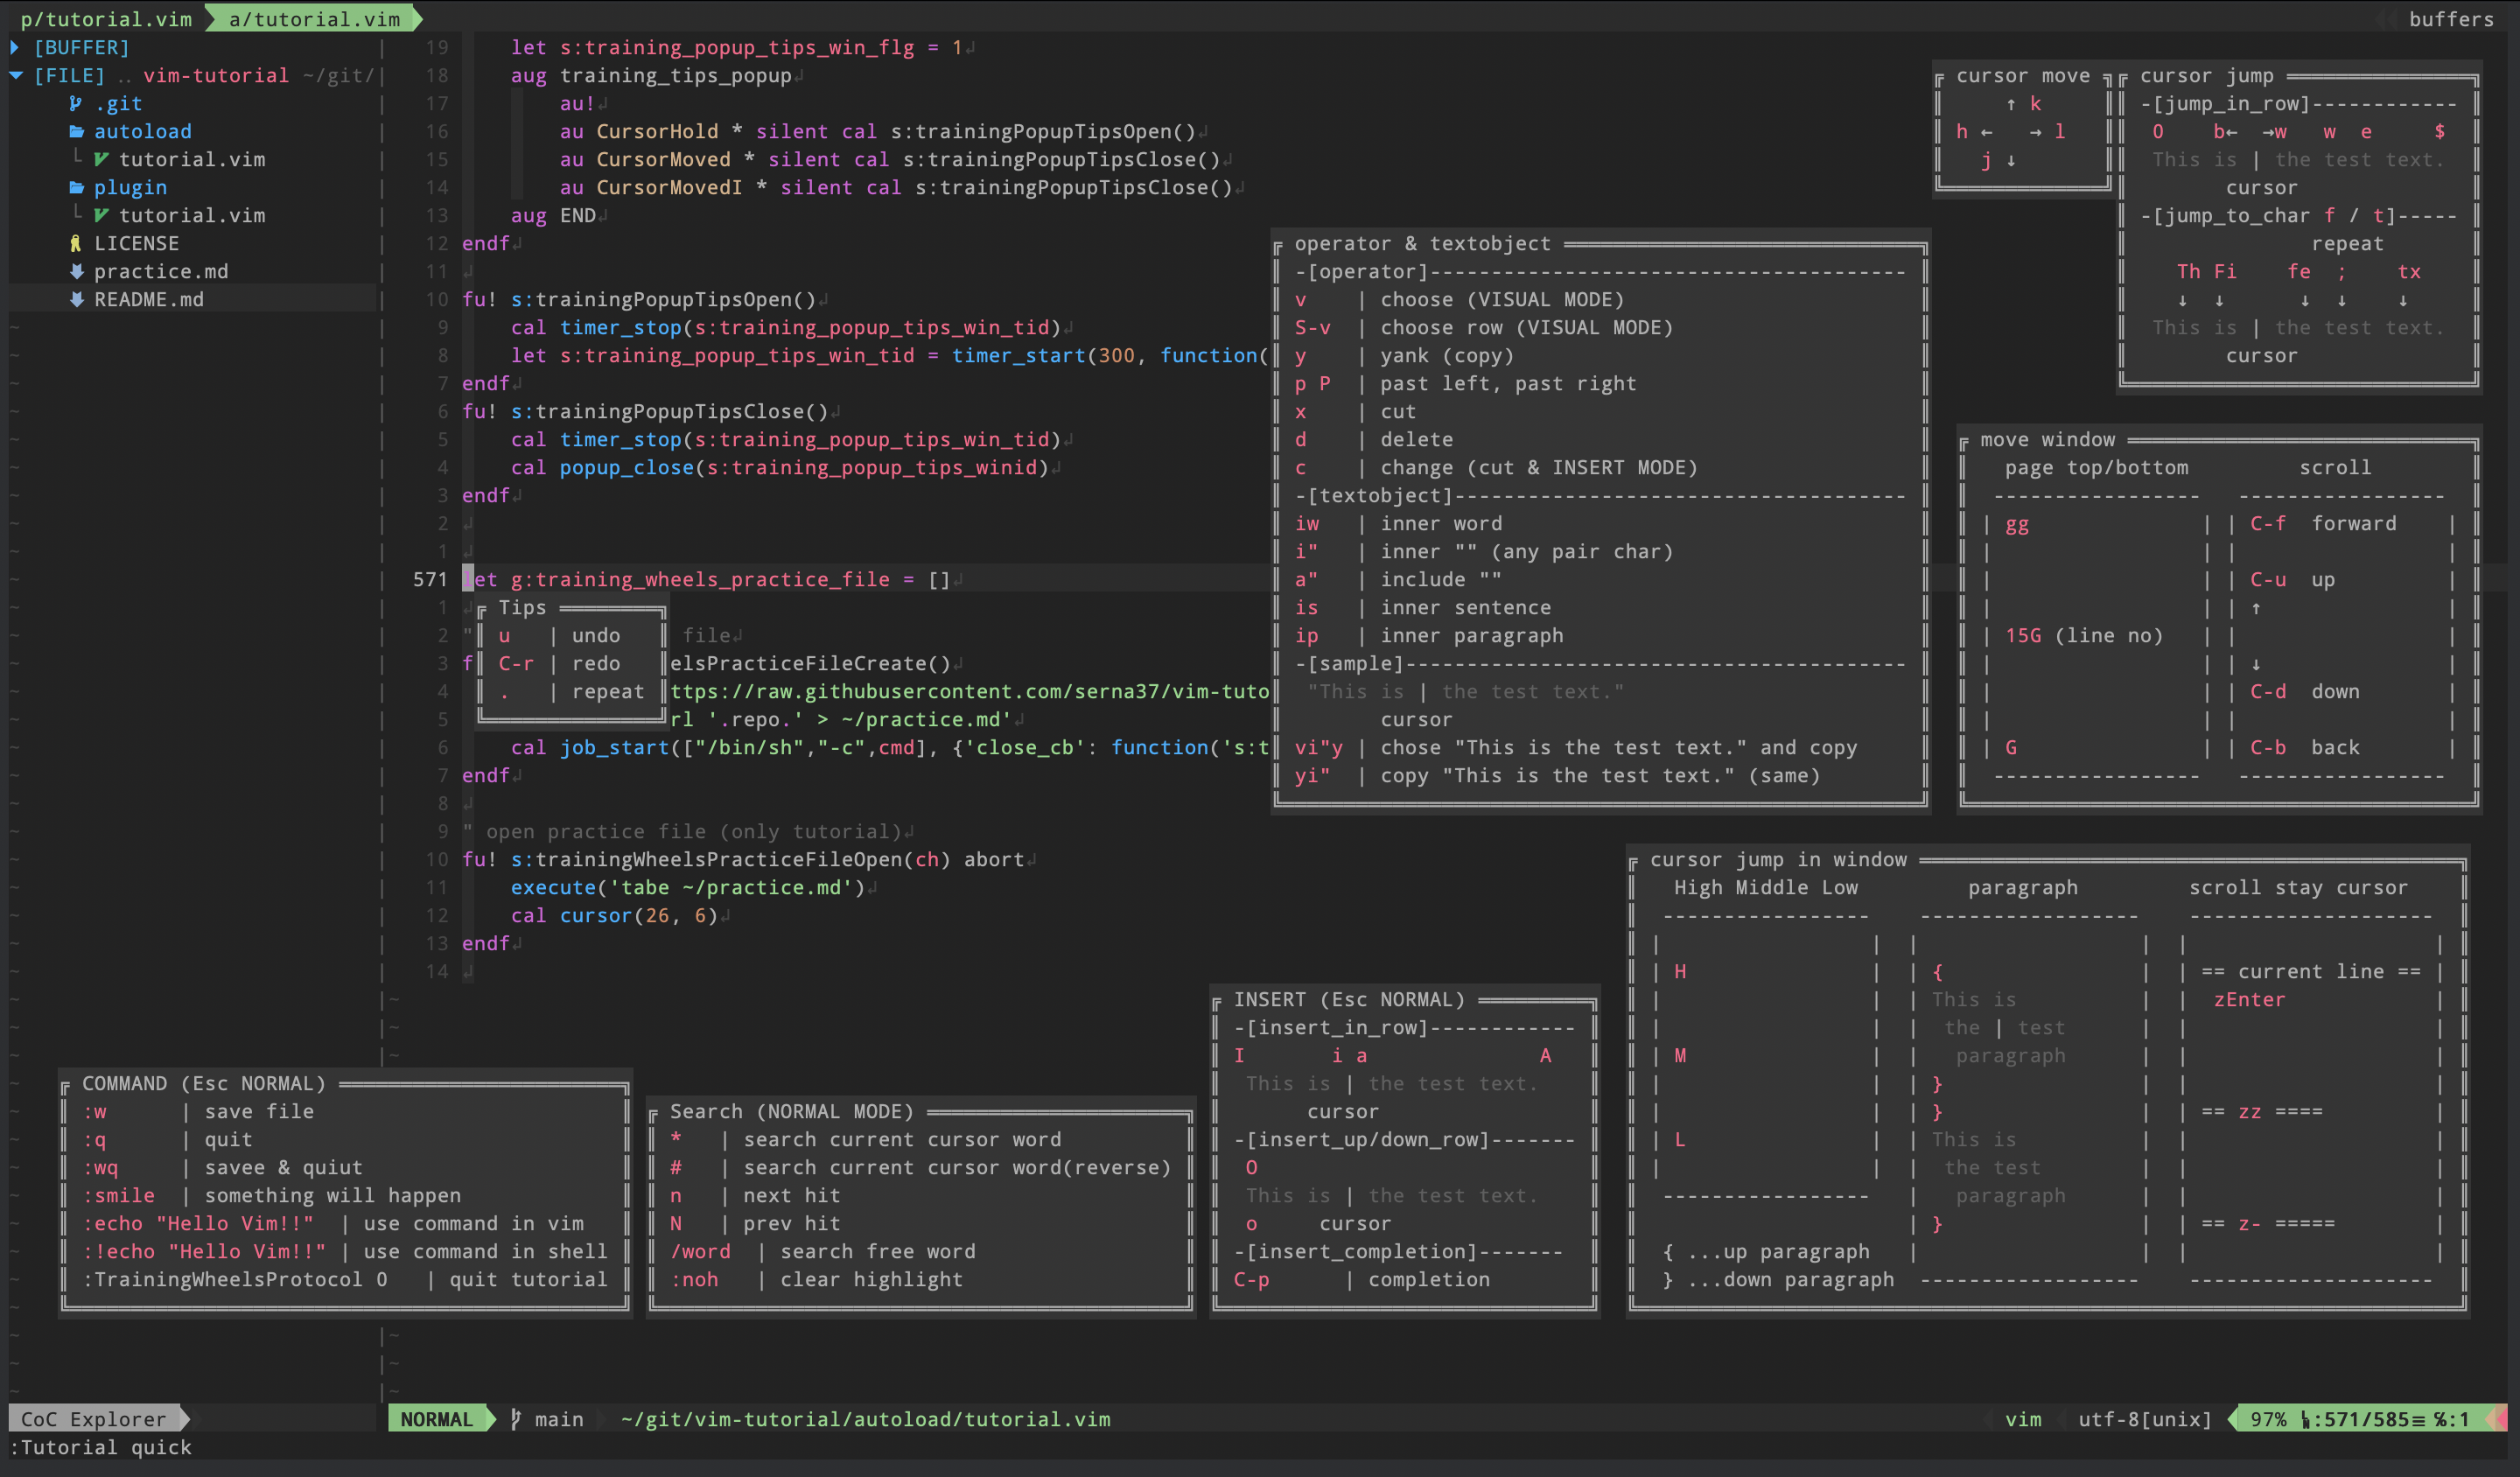 p/tutorial.vim a/tutorial.vim buffers
[BUFFER]
[FILE] .. vim-tutorial ~/git/
.git
autoload
tutorial.vim
plugin
tutorial.vim
LICENSE
practice.md
README.md
19 let s:training_popup_tips_win_flg = 1
18 aug training_tips_popup
17 au!
16 au CursorHold * silent cal s:trainingPopupTipsOpen()
15 au CursorMoved * silent cal s:trainingPopupTipsClose()
14 au CursorMovedI * silent cal s:trainingPopupTipsClose()
13 aug END
12 endf
11
10 fu! s:trainingPopupTipsOpen()
9 cal timer_stop(s:training_popup_tips_win_tid)
8 let s:training_popup_tips_win_tid = timer_start(300, function(
7 endf
6 fu! s:trainingPopupTipsClose()
5 cal timer_stop(s:training_popup_tips_win_tid)
4 cal popup_close(s:training_popup_tips_winid)
3 endf
2
1
571 let g:training_wheels_practice_file = []
1
2 " file
3 f elsPracticeFileCreate()
4 ttps://raw.githubusercontent.com/serna37/vim-tuto
5 rl '.repo.' > ~/practice.md'
6 cal job_start(["/bin/sh","-c",cmd], {'close_cb': function('s:t
7 endf
8
9 " open practice file (only tutorial)
10 fu! s:trainingWheelsPracticeFileOpen(ch) abort
11 execute('tabe ~/practice.md')
12 cal cursor(26, 6)
13 endf
14
Tips
u | undo
C-r | redo
. | repeat
cursor move
↑ k
h ← → l
j ↓
cursor jump
-[jump_in_row]------------
0 b← →w w e $
This is | the test text.
cursor
-[jump_to_char f / t]-----
repeat
Th Fi fe ; tx
↓ ↓ ↓ ↓ ↓
This is | the test text.
cursor
operator & textobject
-[operator]---------------------------------------
v | choose (VISUAL MODE)
S-v | choose row (VISUAL MODE)
y | yank (copy)
p P | past left, past right
x | cut
d | delete
c | change (cut & INSERT MODE)
-[textobject]-------------------------------------
iw | inner word
i" | inner "" (any pair char)
a" | include ""
is | inner sentence
ip | inner paragraph
-[sample]-----------------------------------------
"This is | the test text."
cursor
vi"y | chose "This is the test text." and copy
yi" | copy "This is the test text." (same)
move window
page top/bottom scroll
----------------- -----------------
| gg | | C-f forward |
| | | |
| | | C-u up |
| | | ↑ |
| 15G (line no) | | |
| | | ↓ |
| | | C-d down |
| | | |
| G | | C-b back |
----------------- -----------------
cursor jump in window
High Middle Low paragraph scroll stay cursor
----------------- ------------------ --------------------
| | | | | |
| H | | { | | == current line == |
| | | This is | | zEnter |
| | | the | test | | |
| M | | paragraph | | |
| | | } | | |
| | | } | | == zz ==== |
| L | | This is | | |
| | | the test | | |
----------------- | paragraph | | |
| } | | == z- ===== |
{ ...up paragraph | | | |
} ...down paragraph ------------------ --------------------
INSERT (Esc NORMAL)
-[insert_in_row]------------
I i a A
This is | the test text.
cursor
-[insert_up/down_row]-------
O
This is | the test text.
o cursor
-[insert_completion]-------
C-p | completion
COMMAND (Esc NORMAL)
:w | save file
:q | quit
:wq | savee & quiut
:smile | something will happen
:echo "Hello Vim!!" | use command in vim
:!echo "Hello Vim!!" | use command in shell
:TrainingWheelsProtocol 0 | quit tutorial
Search (NORMAL MODE)
* | search current cursor word
# | search current cursor word(reverse)
n | next hit
N | prev hit
/word | search free word
:noh | clear highlight
CoC Explorer NORMAL main ~/git/vim-tutorial/autoload/tutorial.vim vim utf-8[unix] 97% :571/585≡ ℅:1
:Tutorial quick